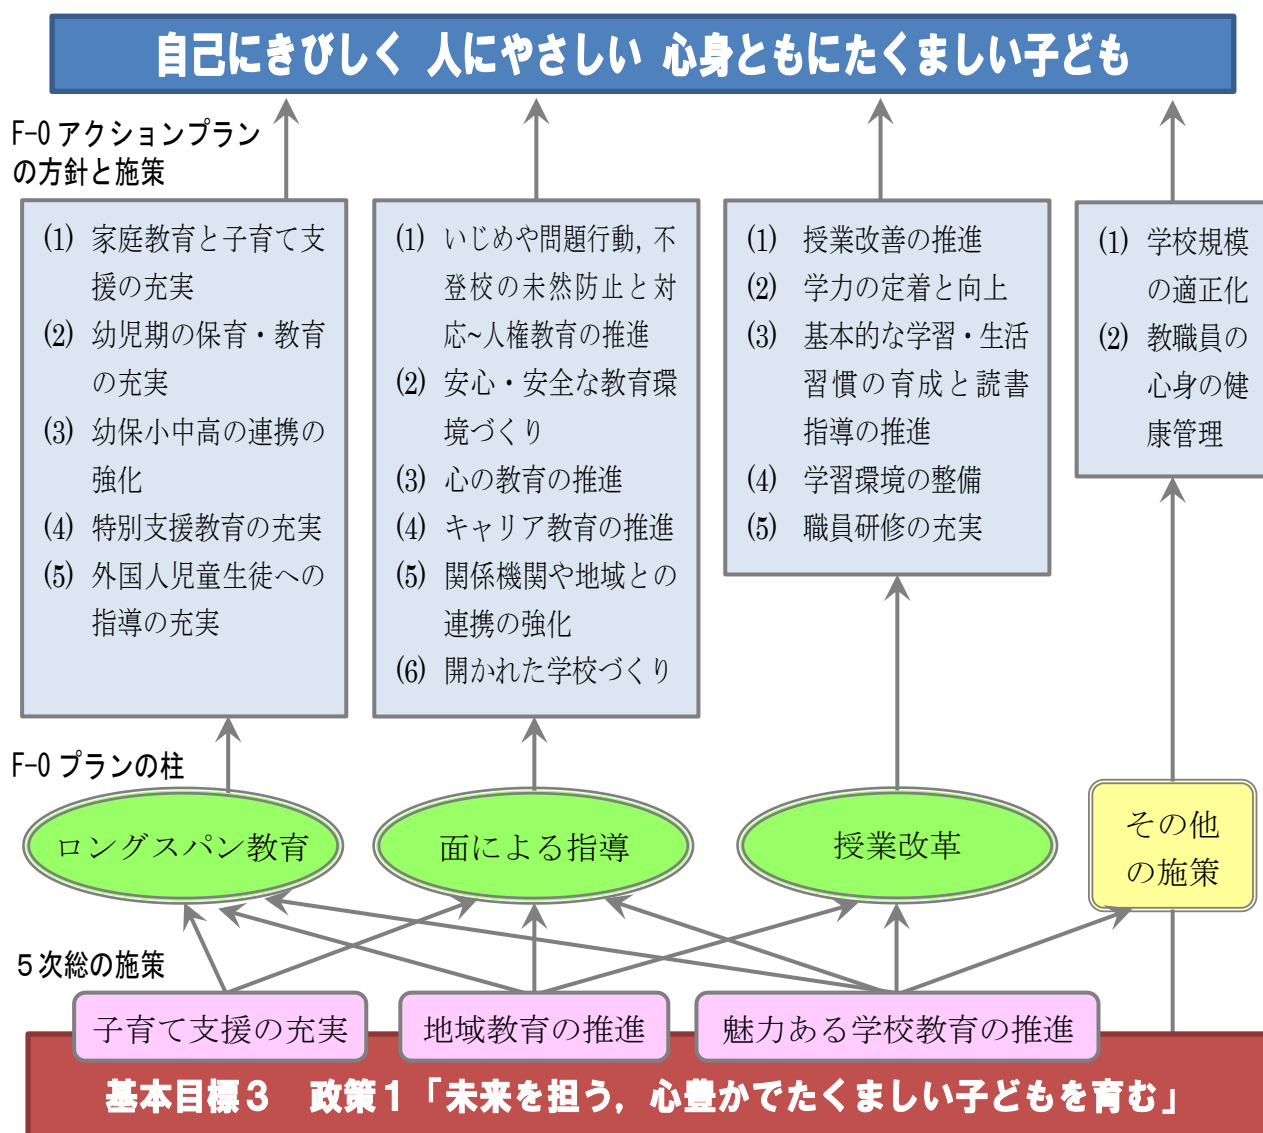 自己にきびしく 人にやさしい 心身ともにたくましい子ども
F-0 アクションプラン
の方針と施策
(1) 家庭教育と子育て支
援の充実
(2) 幼児期の保育・教育
の充実
(3) 幼保小中高の連携の
強化
(4) 特別支援教育の充実
(5) 外国人児童生徒への
指導の充実
(1) いじめや問題行動, 不
登校の未然防止と対
応~人権教育の推進
(2) 安心・安全な教育環
境づくり
(3) 心の教育の推進
(4) キャリア教育の推進
(5) 関係機関や地域との
連携の強化
(6) 開かれた学校づくり
(1) 授業改善の推進
(2) 学力の定着と向上
(3) 基本的な学習・生活
習慣の育成と読書
指導の推進
(4) 学習環境の整備
(5) 職員研修の充実
(1) 学校規模
の適正化
(2) 教職員の
心身の健
康管理
F-0 プランの柱
ロングスパン教育
面による指導
授業改革
その他
の施策
5次総の施策
子育て支援の充実
地域教育の推進
魅力ある学校教育の推進
基本目標3 政策1「未来を担う, 心豊かでたくましい子どもを育む」